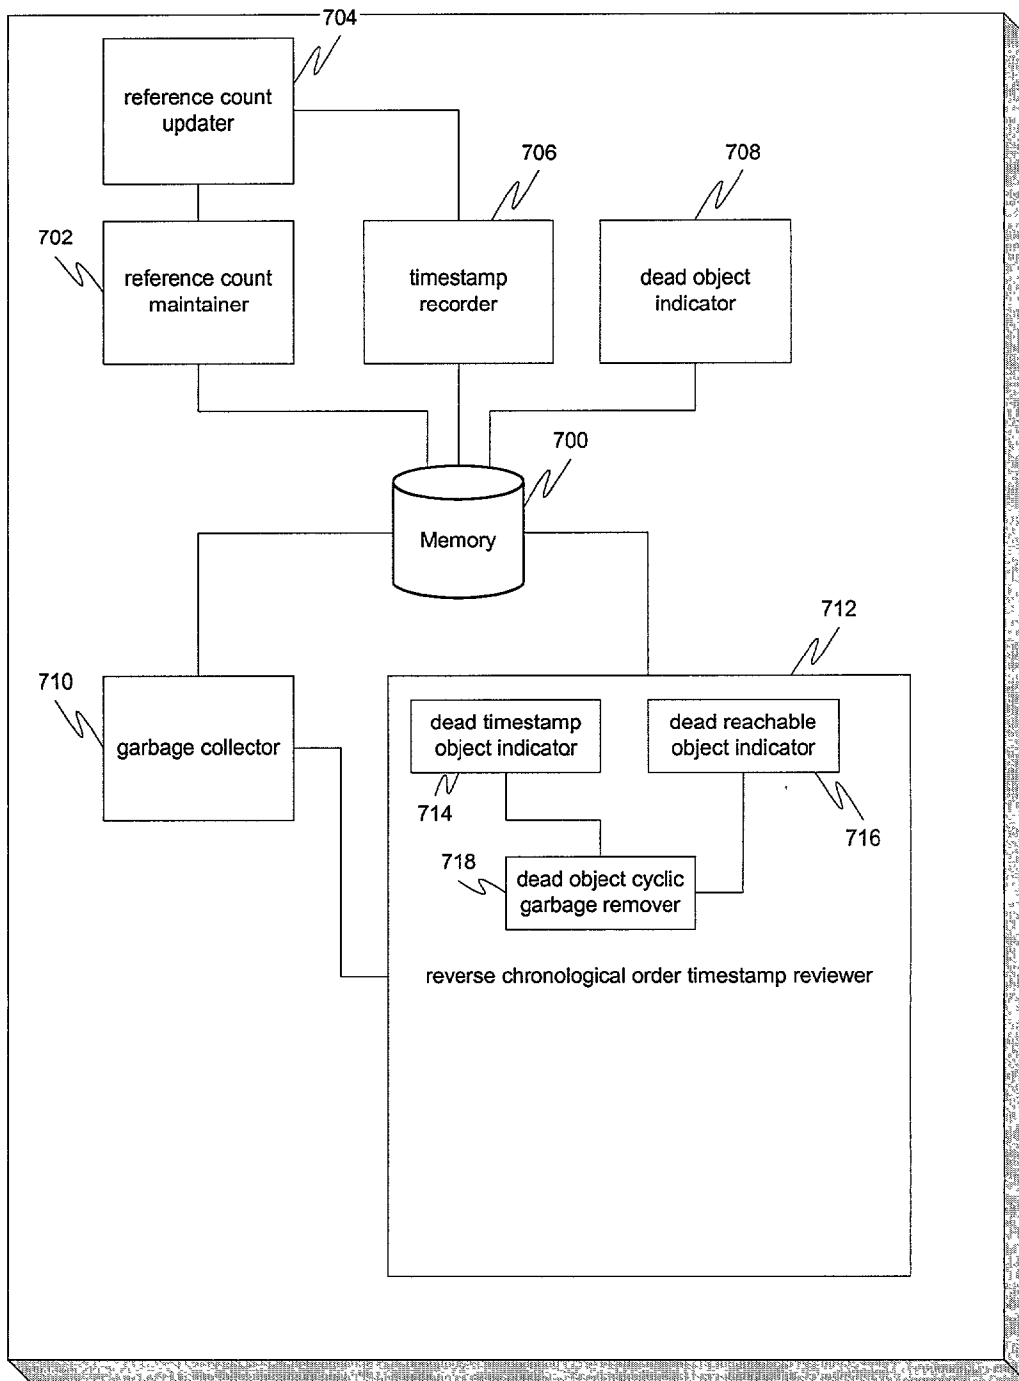 704
reference count
updater
706
708
702
reference count
maintainer
timestamp
recorder
dead object
indicator
700
Memory
712
710
garbage collector
dead timestamp
object indicator
dead reachable
object indicator
714
716
718
dead object cyclic
garbage remover
reverse chronological order timestamp reviewer